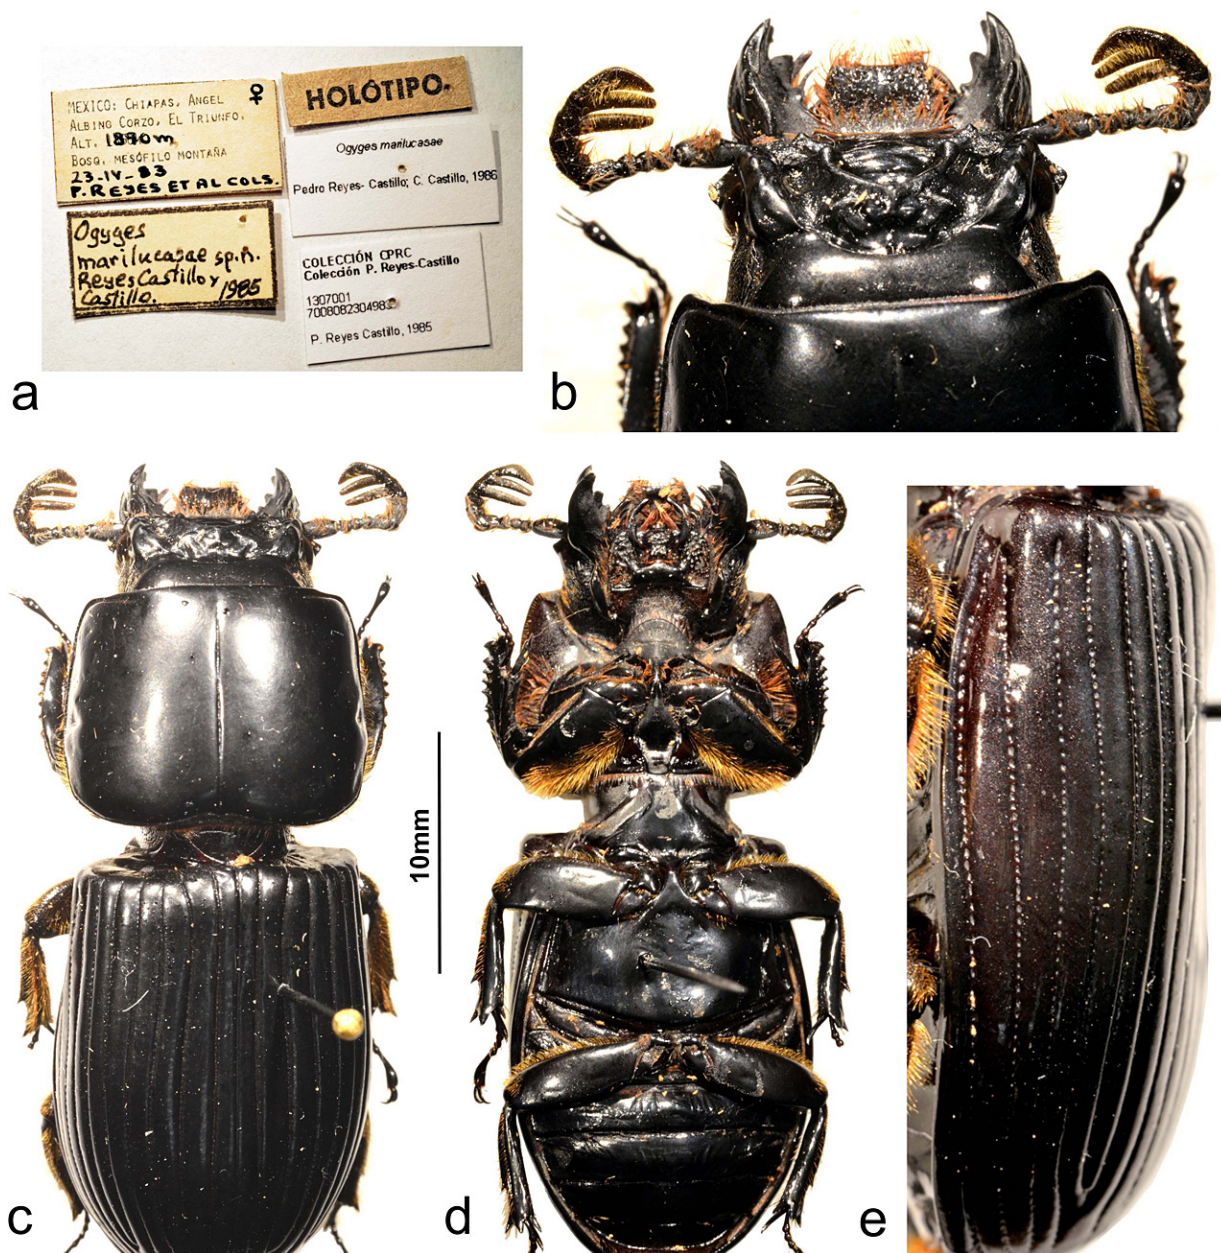 MEXICO: CHIAPAS, ANGEL ♀
ALBINO CORZO, EL TRIUNFO.
ALT. 1890m
BOSQ. MESÓFILO MONTAÑA
23-IV-83
P. REYES ET AL COLS.
Ogyges
marilucasae sp.n.
Reyes Castillo y
Castillo. 1985
HOLÓTIPO.
Ogyges marilucasae
Pedro Reyes- Castillo; C. Castillo, 1986
COLECCIÓN CPRC
Colección P. Reyes-Castillo
1307001
7008082304983
P. Reyes Castillo, 1985
a
b
10mm
c
d
e